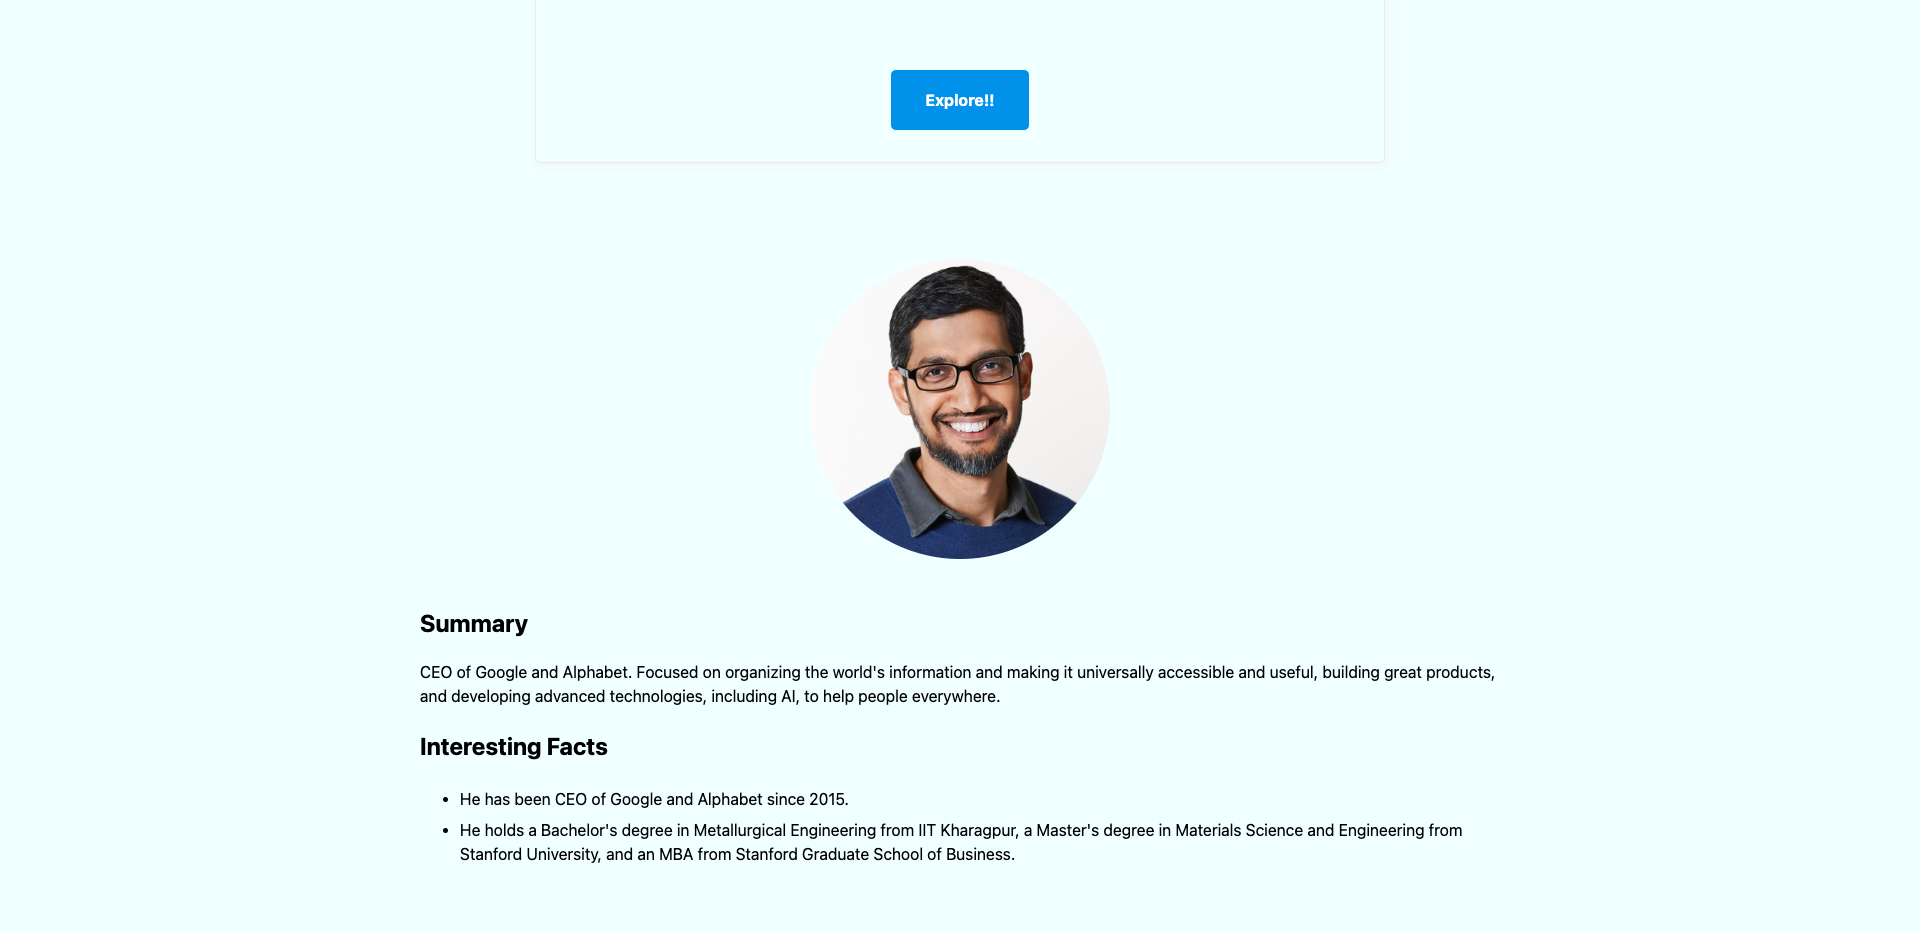 Explore!!
Summary
CEO of Google and Alphabet. Focused on organizing the world's information and making it universally accessible and useful, building great products,
and developing advanced technologies, including AI, to help people everywhere.
Interesting Facts
• He has been CEO of Google and Alphabet since 2015.
• He holds a Bachelor's degree in Metallurgical Engineering from IIT Kharagpur, a Master's degree in Materials Science and Engineering from
Stanford University, and an MBA from Stanford Graduate School of Business.